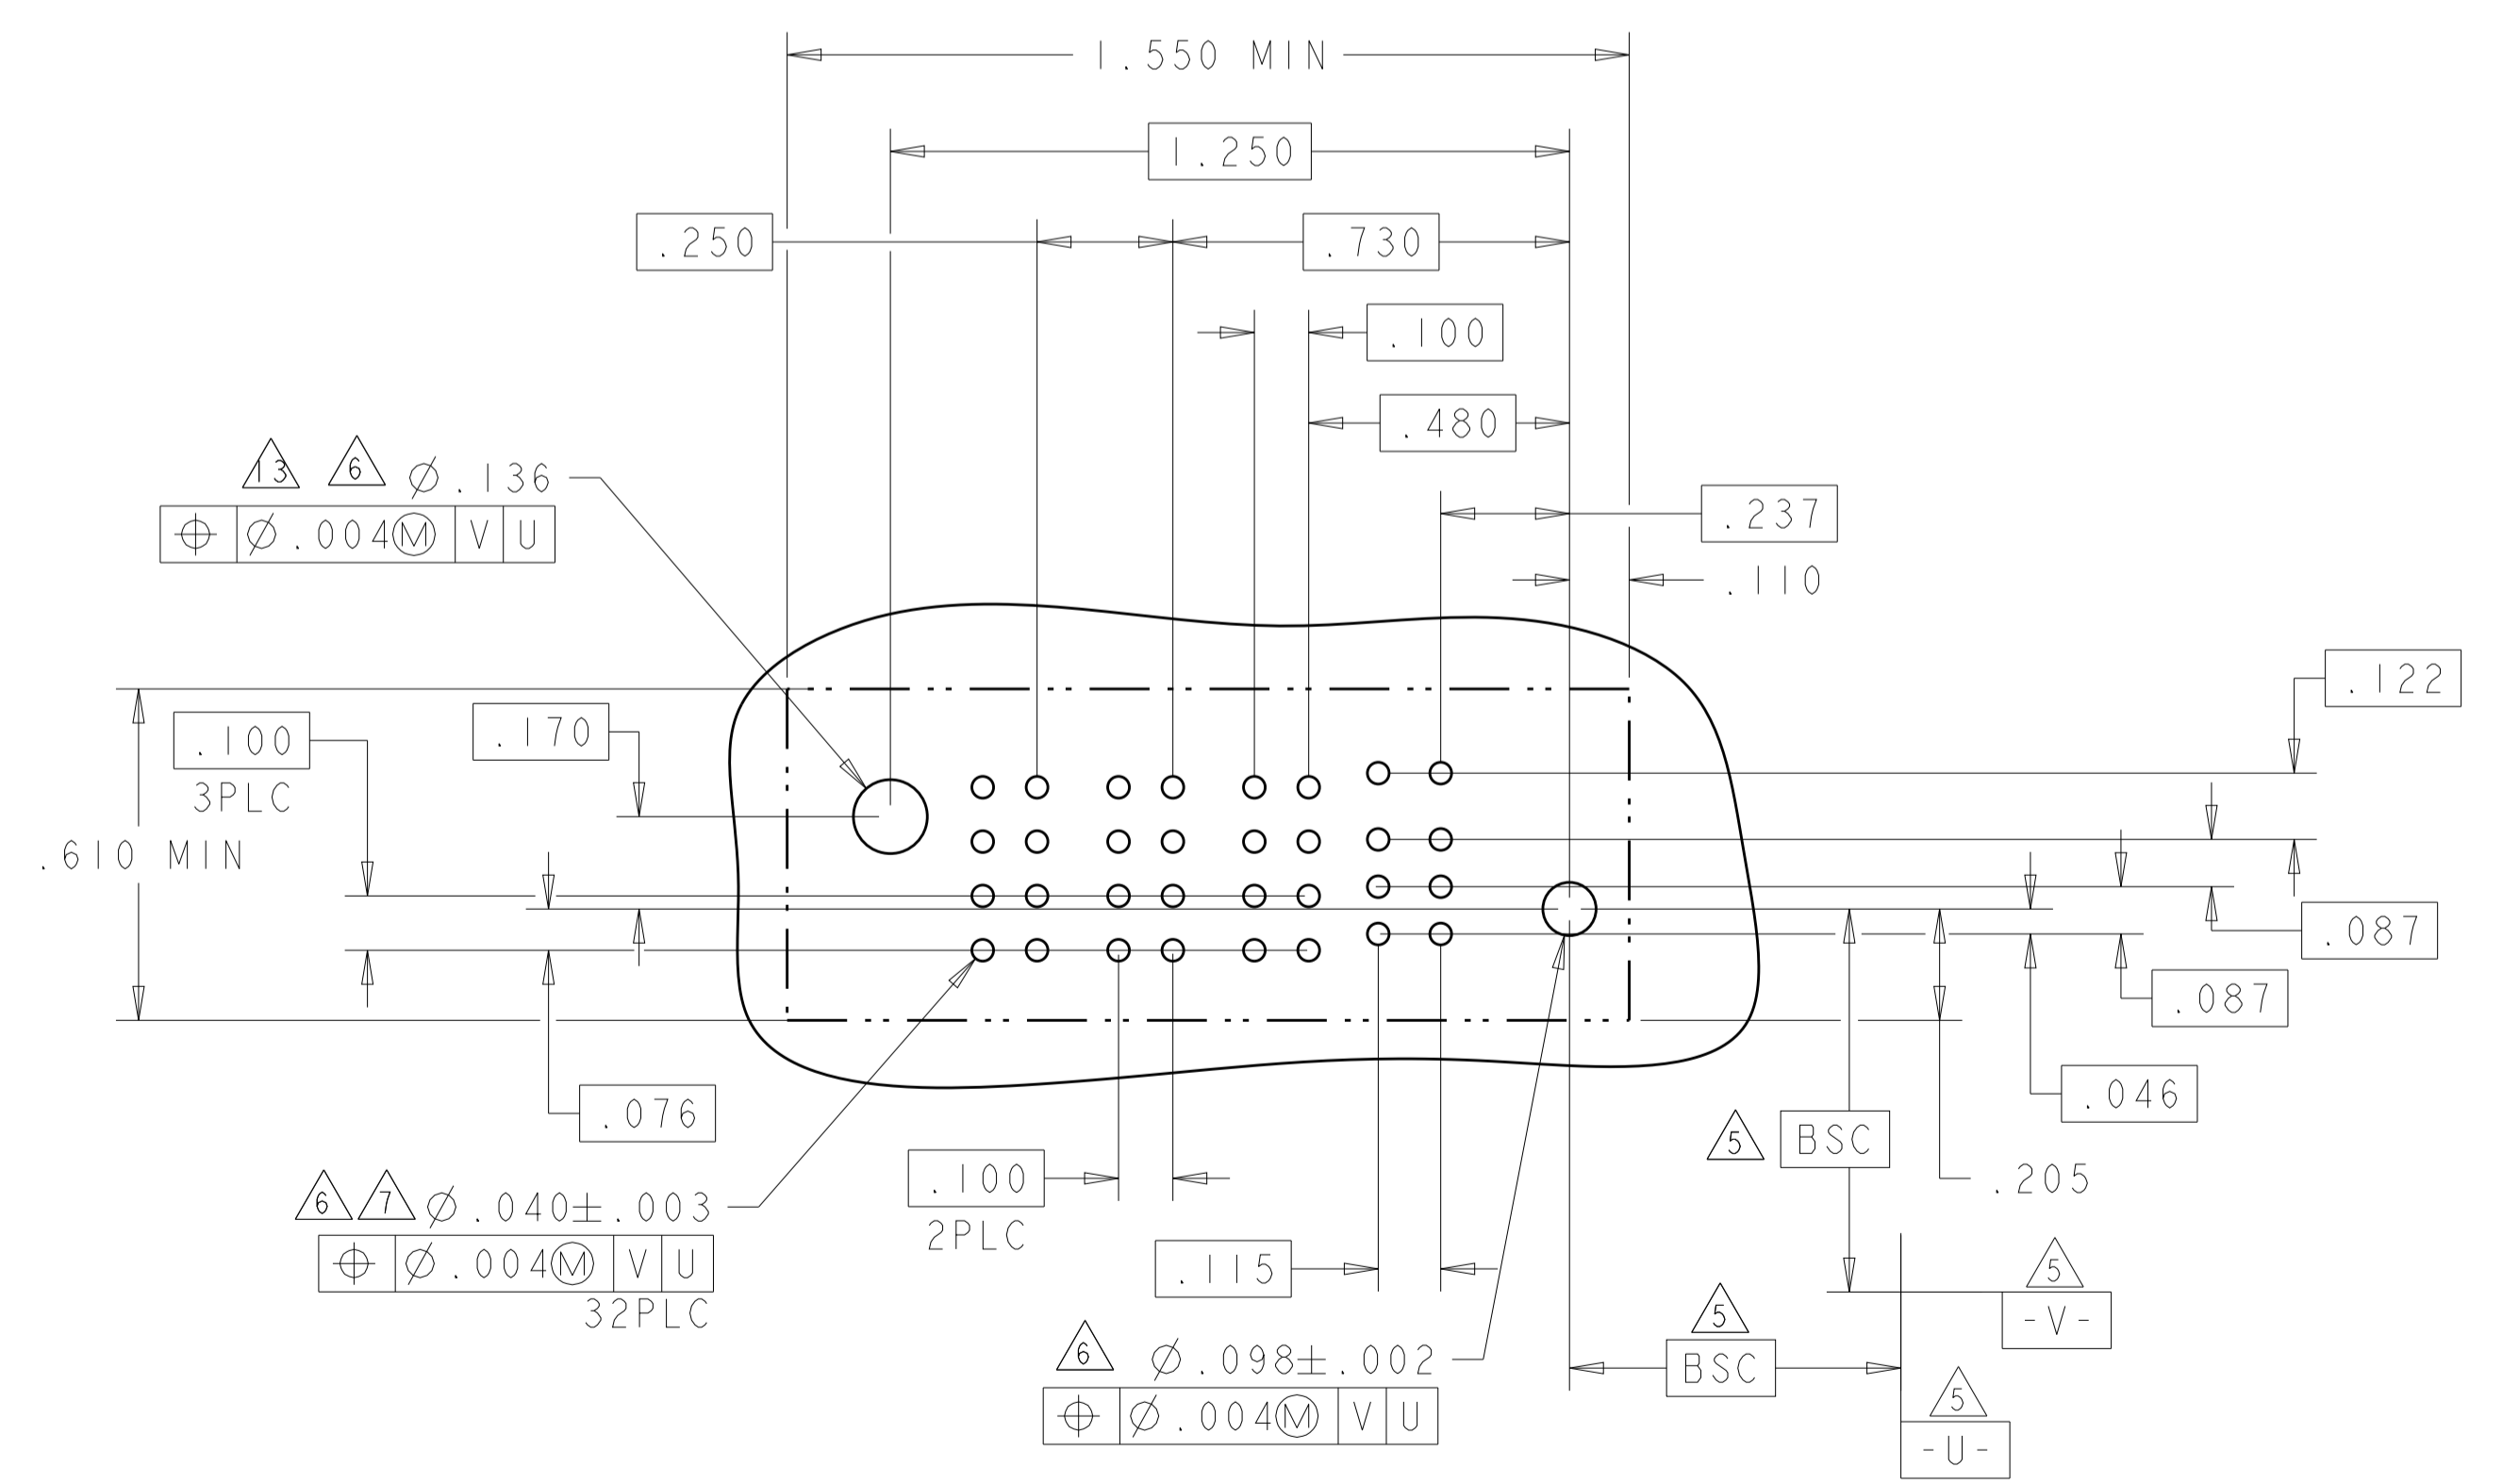 1.550 MIN
1.250
.250
.730
.100
.480
13 6 ⌀.136
⌖ ⌀.004Ⓜ V U
.237
.110
.122
.170
.100
3PLC
.610 MIN
.087
.087
.046
.076
5 BSC
.100
2PLC
.205
6 7 ⌀.040±.003
⌖ ⌀.004Ⓜ V U
32PLC
.115
5
-V-
5
BSC
6 ⌀.098±.002
⌖ ⌀.004Ⓜ V U
5
-U-